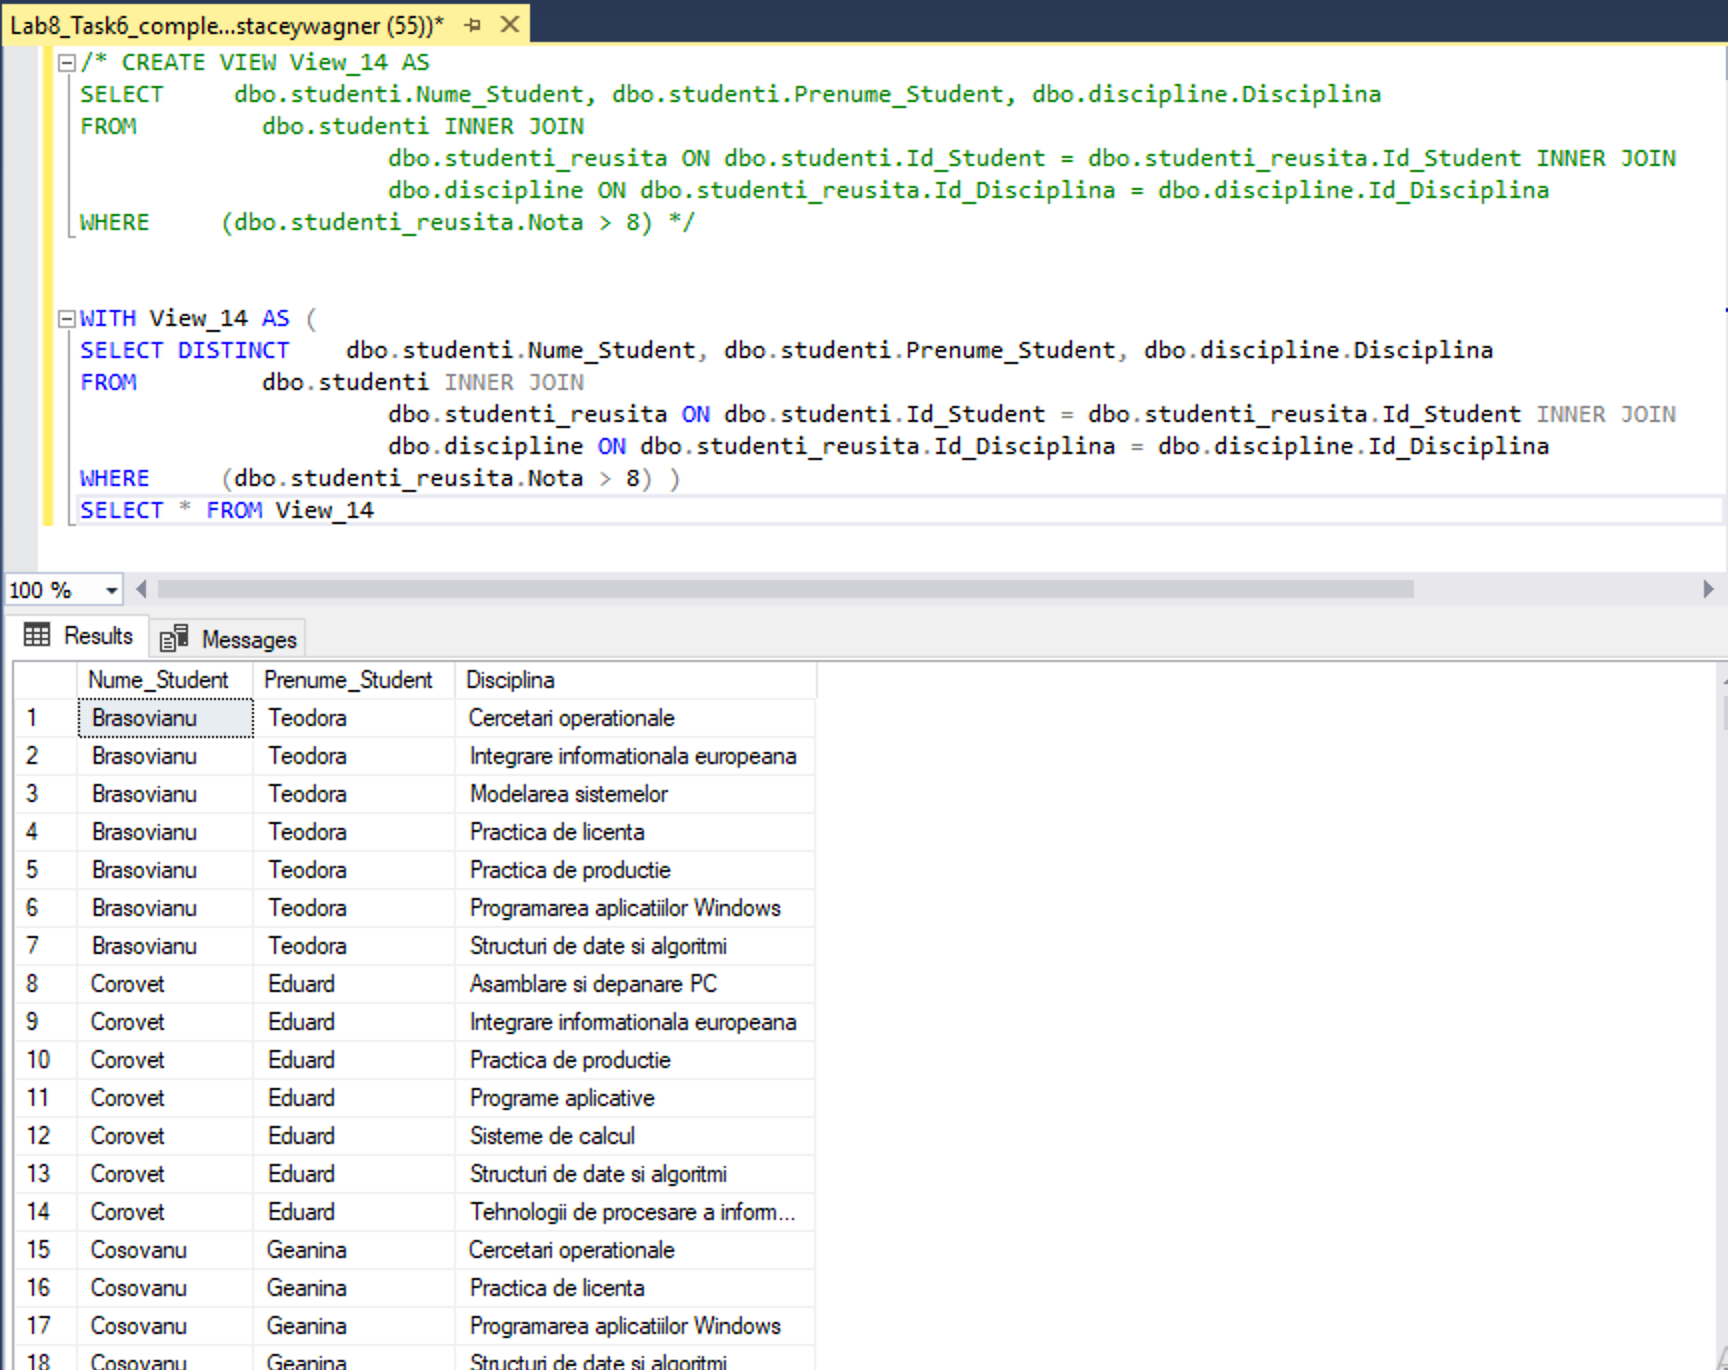 Lab8_Task6_comple...staceywagner (55))*
/* CREATE VIEW View_14 AS
SELECT dbo.studenti.Nume_Student, dbo.studenti.Prenume_Student, dbo.discipline.Disciplina
FROM dbo.studenti INNER JOIN
dbo.studenti_reusita ON dbo.studenti.Id_Student = dbo.studenti_reusita.Id_Student INNER JOIN
dbo.discipline ON dbo.studenti_reusita.Id_Disciplina = dbo.discipline.Id_Disciplina
WHERE (dbo.studenti_reusita.Nota > 8) */
WITH View_14 AS (
SELECT DISTINCT dbo.studenti.Nume_Student, dbo.studenti.Prenume_Student, dbo.discipline.Disciplina
FROM dbo.studenti INNER JOIN
dbo.studenti_reusita ON dbo.studenti.Id_Student = dbo.studenti_reusita.Id_Student INNER JOIN
dbo.discipline ON dbo.studenti_reusita.Id_Disciplina = dbo.discipline.Id_Disciplina
WHERE (dbo.studenti_reusita.Nota > 8) )
SELECT * FROM View_14
100 %
Results Messages
Nume_Student Prenume_Student Disciplina
1 Brasovianu Teodora Cercetari operationale
2 Brasovianu Teodora Integrare informationala europeana
3 Brasovianu Teodora Modelarea sistemelor
4 Brasovianu Teodora Practica de licenta
5 Brasovianu Teodora Practica de productie
6 Brasovianu Teodora Programarea aplicatiilor Windows
7 Brasovianu Teodora Structuri de date si algoritmi
8 Corovet Eduard Asamblare si depanare PC
9 Corovet Eduard Integrare informationala europeana
10 Corovet Eduard Practica de productie
11 Corovet Eduard Programe aplicative
12 Corovet Eduard Sisteme de calcul
13 Corovet Eduard Structuri de date si algoritmi
14 Corovet Eduard Tehnologii de procesare a inform...
15 Cosovanu Geanina Cercetari operationale
16 Cosovanu Geanina Practica de licenta
17 Cosovanu Geanina Programarea aplicatiilor Windows
18 Cosovanu Geanina Structuri de date si algoritmi